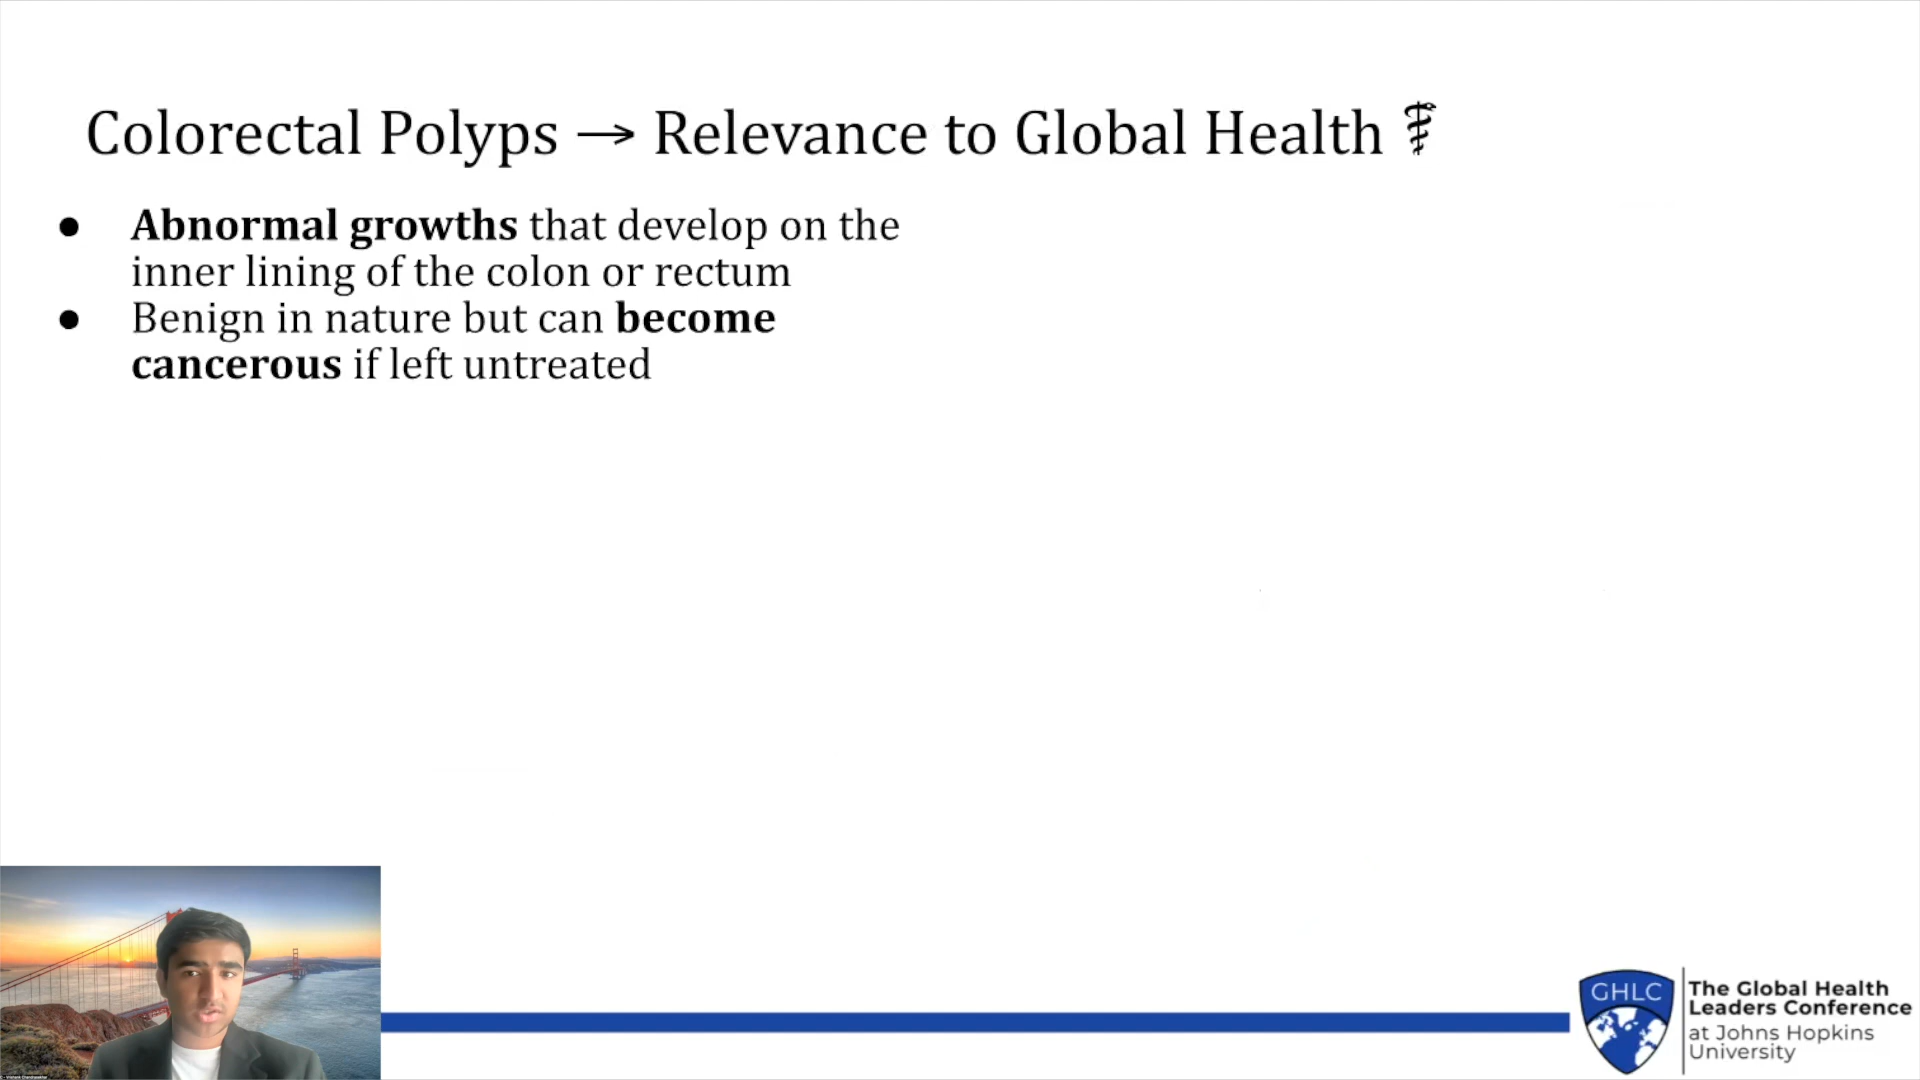 Colorectal Polyps → Relevance to Global Health ⚕
● Abnormal growths that develop on the
inner lining of the colon or rectum
● Benign in nature but can become
cancerous if left untreated
GHLC
The Global Health
Leaders Conference
at Johns Hopkins
University